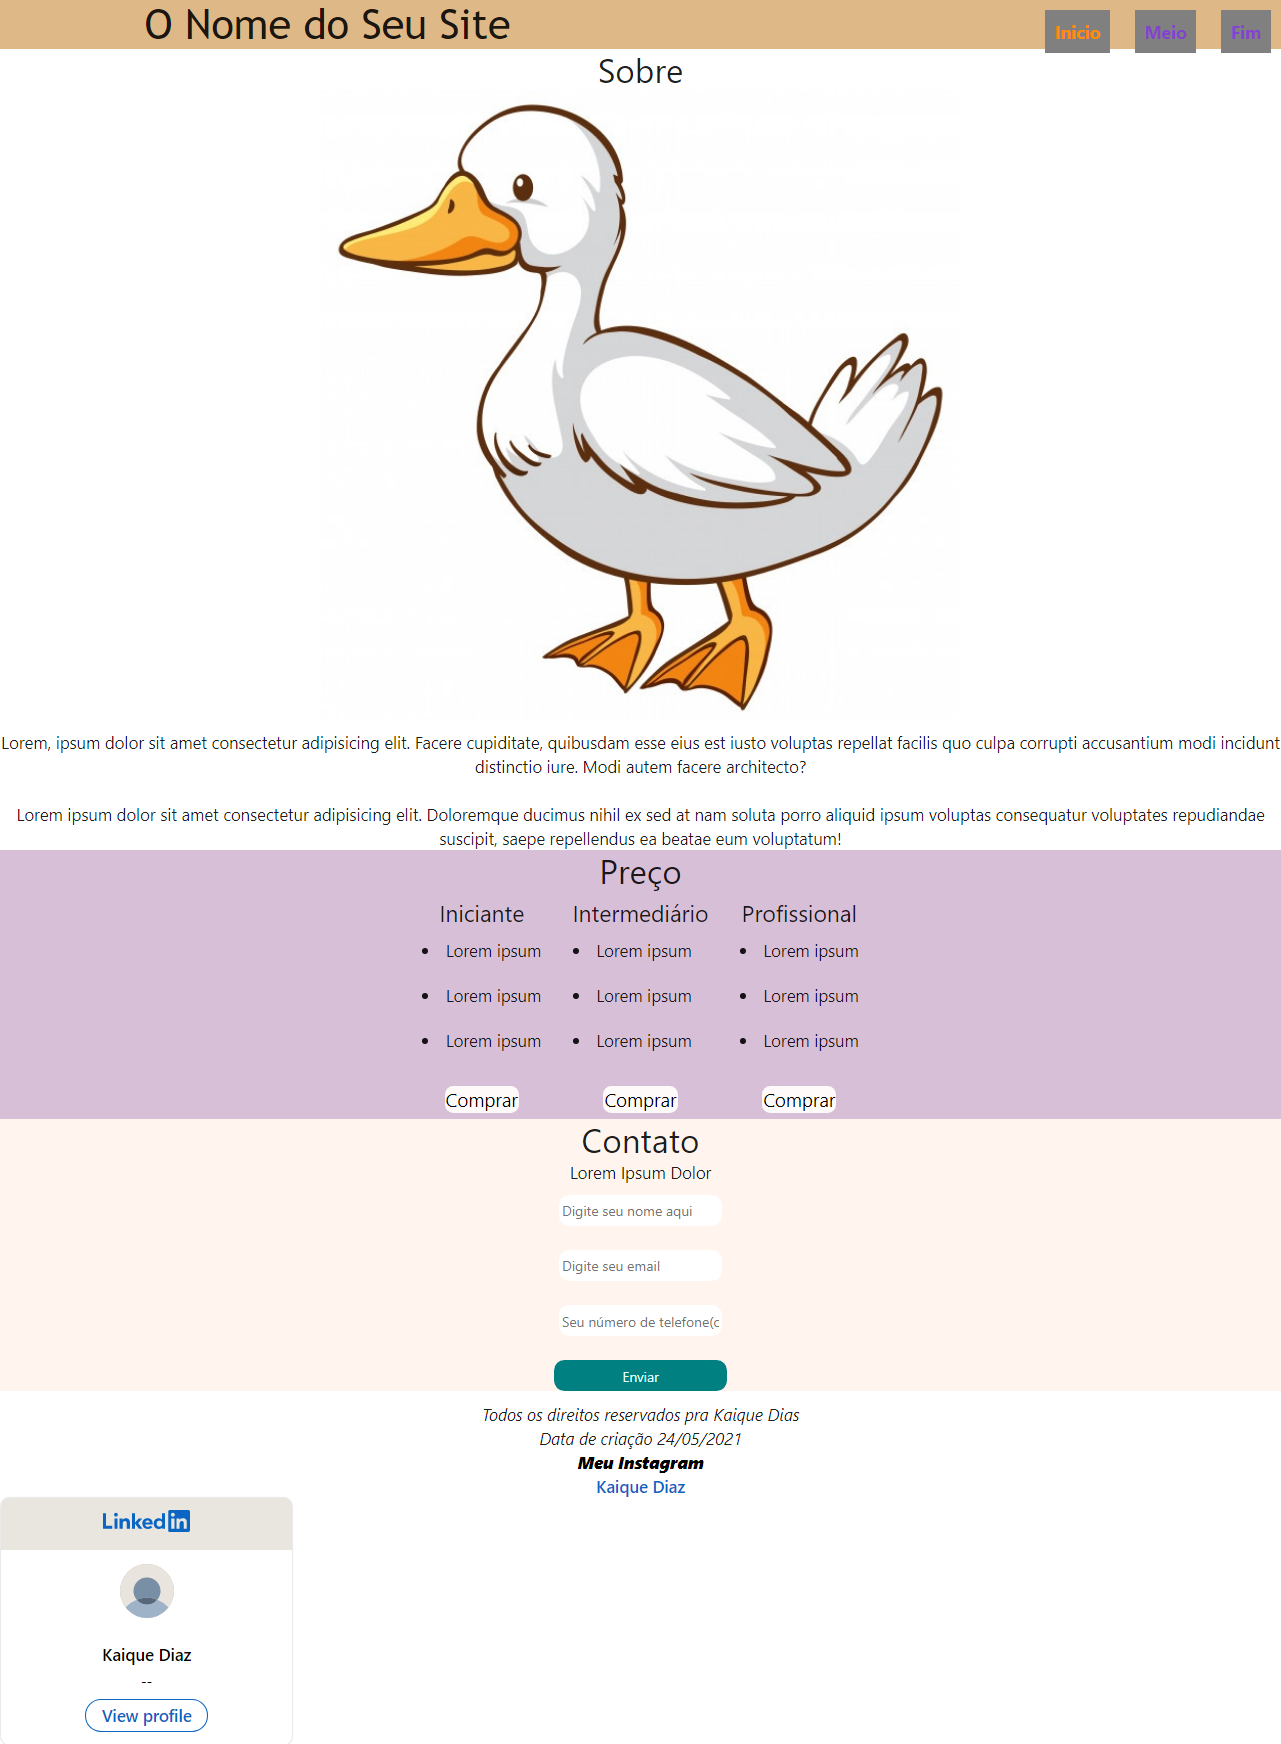 O Nome do Seu Site
Inicio Meio Fim
Sobre
Lorem, ipsum dolor sit amet consectetur adipisicing elit. Facere cupiditate, quibusdam esse eius est iusto voluptas repellat facilis quo culpa corrupti accusantium modi incidunt
distinctio iure. Modi autem facere architecto?
Lorem ipsum dolor sit amet consectetur adipisicing elit. Doloremque ducimus nihil ex sed at nam soluta porro aliquid ipsum voluptas consequatur voluptates repudiandae
suscipit, saepe repellendus ea beatae eum voluptatum!
Preço
Iniciante Intermediário Profissional
• Lorem ipsum • Lorem ipsum • Lorem ipsum
• Lorem ipsum • Lorem ipsum • Lorem ipsum
• Lorem ipsum • Lorem ipsum • Lorem ipsum
Comprar Comprar Comprar
Contato
Lorem Ipsum Dolor
Digite seu nome aqui
Digite seu email
Seu número de telefone(c
Enviar
Todos os direitos reservados pra Kaique Dias
Data de criação 24/05/2021
Meu Instagram
Kaique Diaz
Linked in
Kaique Diaz
--
View profile